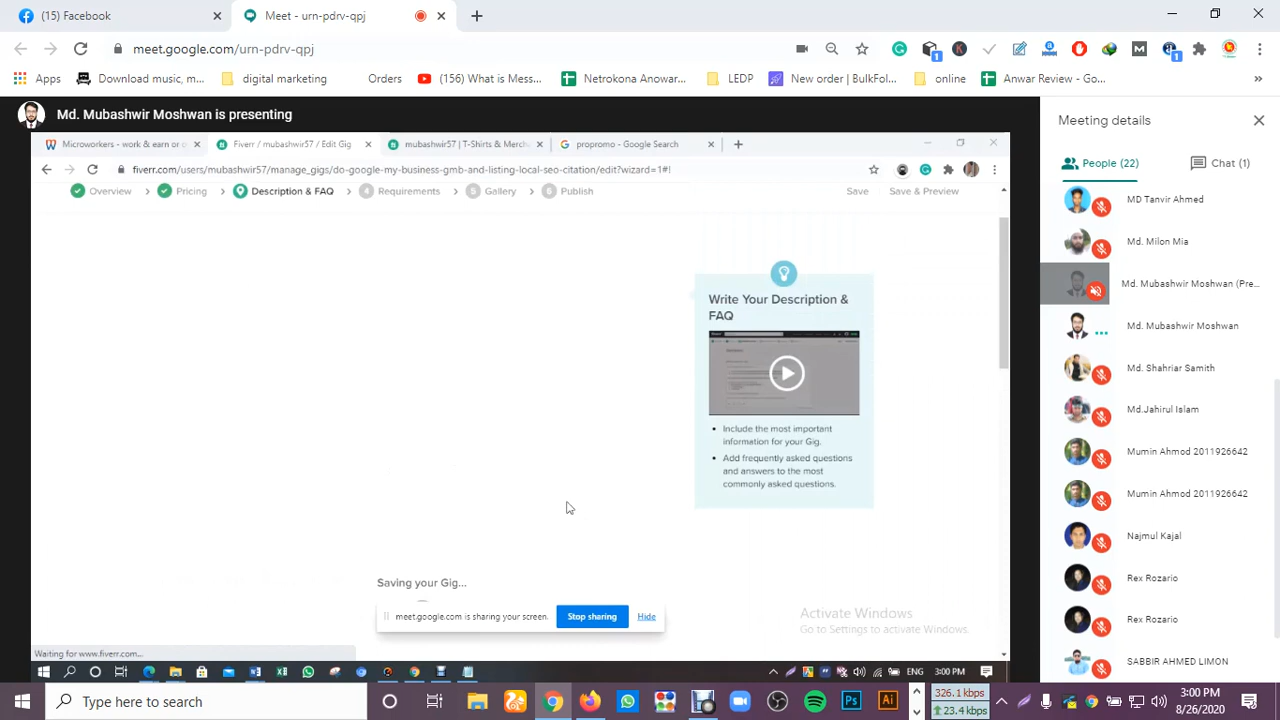 (15) Facebook
Meet - urn-pdrv-qpj
meet.google.com/urn-pdrv-qpj
Apps
Download music, m...
digital marketing
Orders
(156) What is Mess...
Netrokona Anowar...
LEDP
New order | BulkFol...
online
Anwar Review - Go...
Md. Mubashwir Moshwan is presenting
Meeting details
Microworkers - work & earn or o
Fiverr / mubashwir57 / Edit Gig
mubashwir57 | T-Shirts & Merch
propromo - Google Search
People (22)
Chat (1)
fiverr.com/users/mubashwir57/manage_gigs/do-google-my-business-gmb-and-listing-local-seo-citation/edit?wizard=1#!
Overview
Pricing
Description & FAQ
4 Requirements
5 Gallery
6 Publish
Save
Save & Preview
MD Tanvir Ahmed
Md. Milon Mia
Md. Mubashwir Moshwan (Pre...
Md. Mubashwir Moshwan
Md. Shahriar Samith
Md.Jahirul Islam
Mumin Ahmod 2011926642
Mumin Ahmod 2011926642
Najmul Kajal
Rex Rozario
Rex Rozario
SABBIR AHMED LIMON
Write Your Description &
FAQ
Include the most important
information for your Gig.
Add frequently asked questions
and answers to the most
commonly asked questions.
Saving your Gig...
meet.google.com is sharing your screen.
Stop sharing
Hide
Activate Windows
Go to Settings to activate Windows.
Waiting for www.fiverr.com...
ENG
3:00 PM
Type here to search
326.1 kbps
23.4 kbps
3:00 PM
8/26/2020